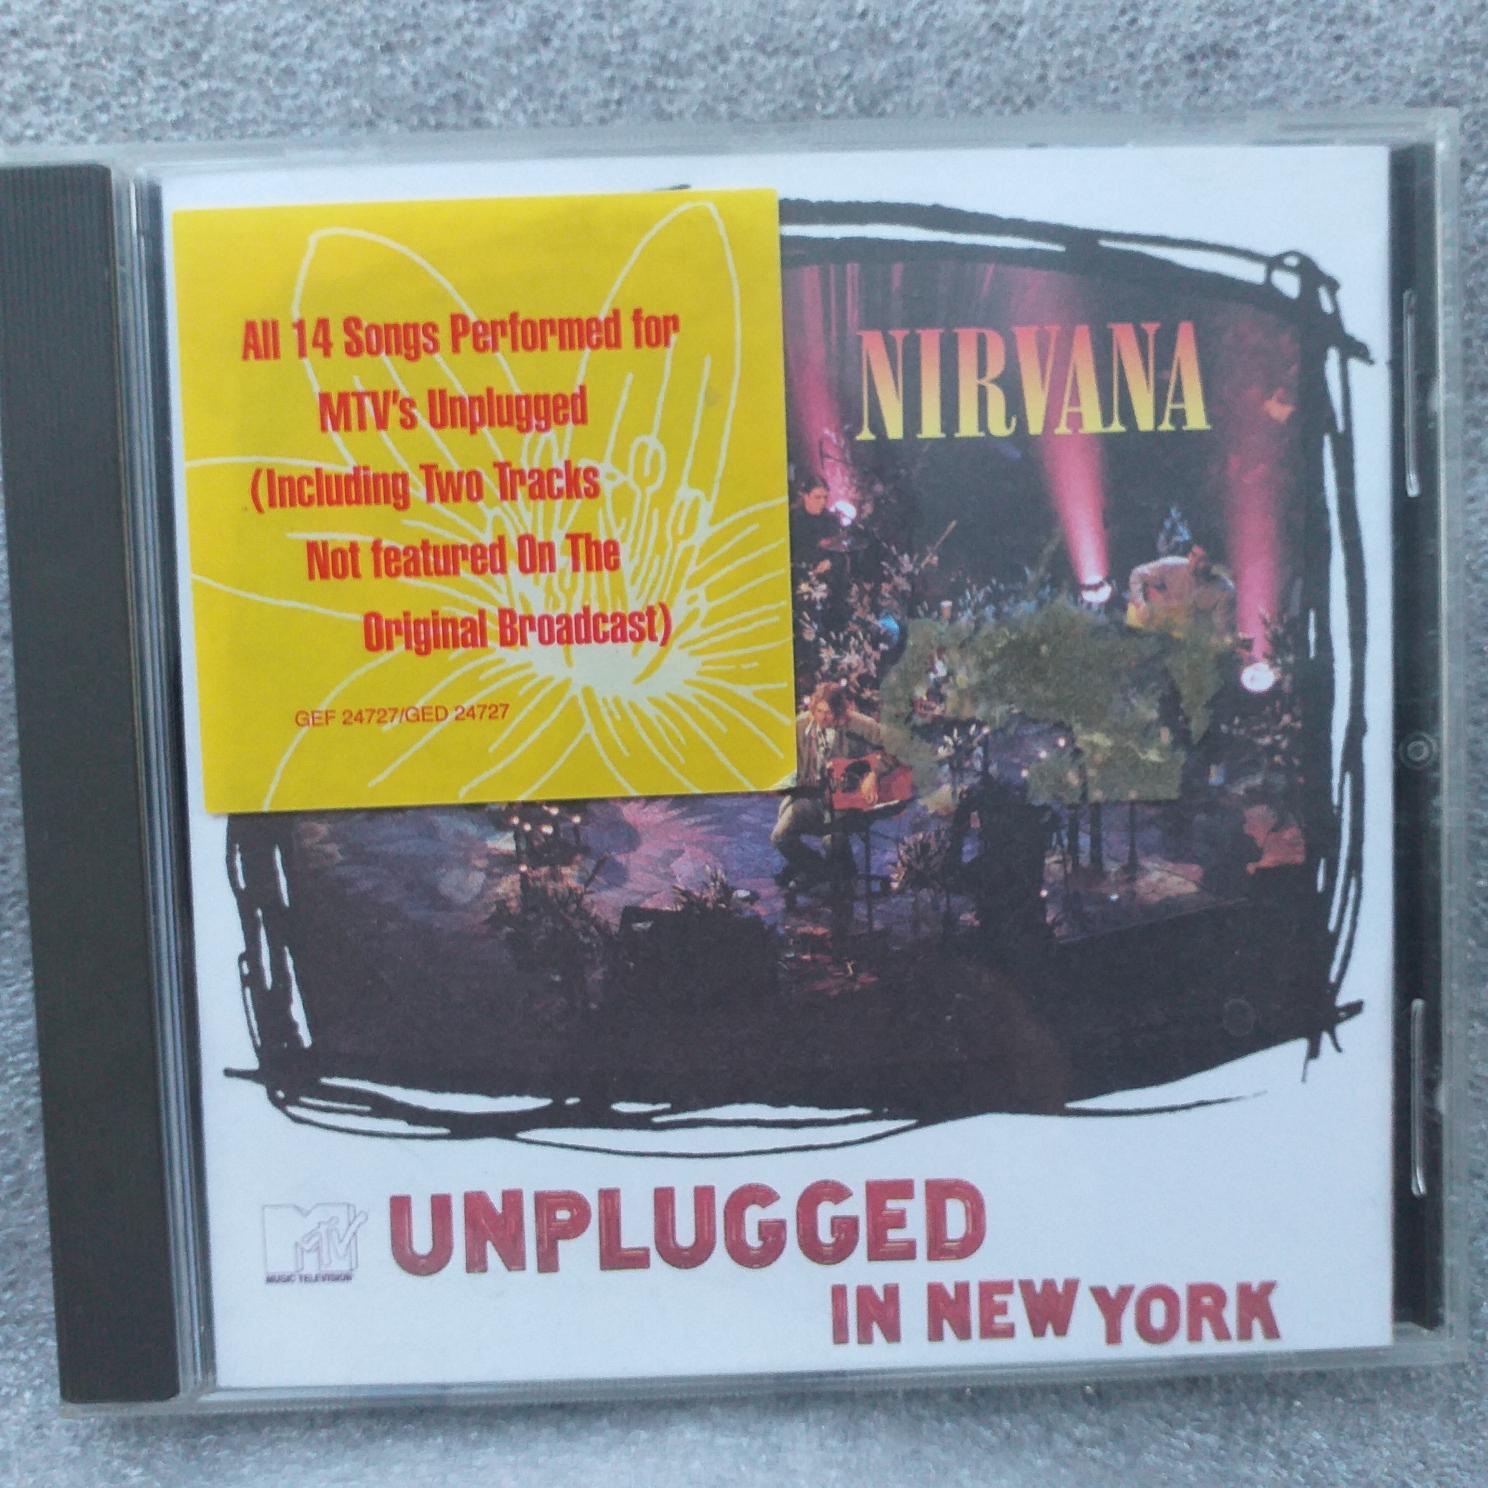 All 14 Songs Performed for
MTV's Unplugged
(Including Two Tracks
Not featured On The
Original Broadcast)
GEF 24727/GED 24727
NIRVANA
MTV
MUSIC TELEVISION
UNPLUGGED
IN NEW YORK